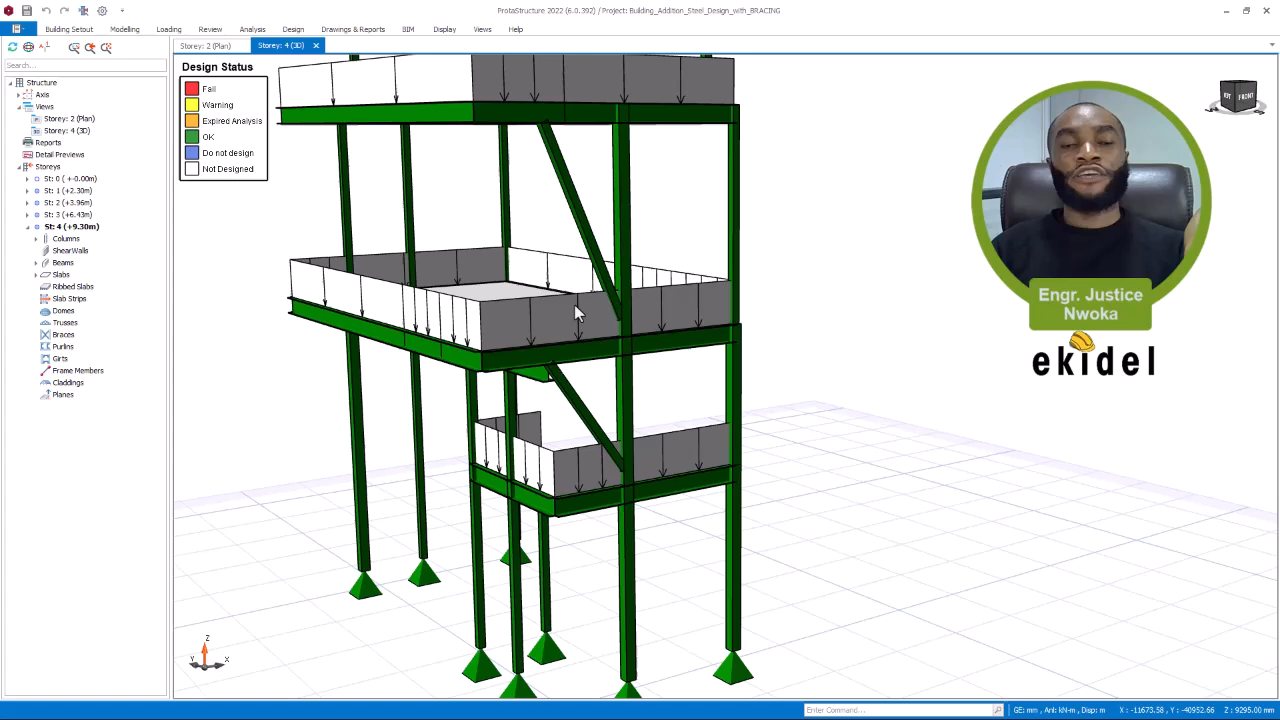 ProtaStructure 2022 (6.0.392) / Project: Building_Addition_Steel_Design_with_BRACING
Building Setout Modelling Loading Review Analysis Design Drawings & Reports BIM Display Views Help
Storey: 2 (Plan) Storey: 4 (3D)
Search...
Structure
Axis
Views
Storey: 2 (Plan)
Storey: 4 (3D)
Reports
Detail Previews
Storeys
St: 0 ( +-0.00m)
St: 1 (+2.30m)
St: 2 (+3.96m)
St: 3 (+6.43m)
St: 4 (+9.30m)
Columns
ShearWalls
Beams
Slabs
Ribbed Slabs
Slab Strips
Domes
Trusses
Braces
Purlins
Girts
Frame Members
Claddings
Planes
Design Status
Fail
Warning
Expired Analysis
OK
Do not design
Not Designed
FRONT
Engr. Justice
Nwoka
ekidel
Z
Y X
Enter Command... GE: mm , Anl: kN-m , Disp: m X : -11673.58 , Y : -40952.66 Z : 9295.00 mm